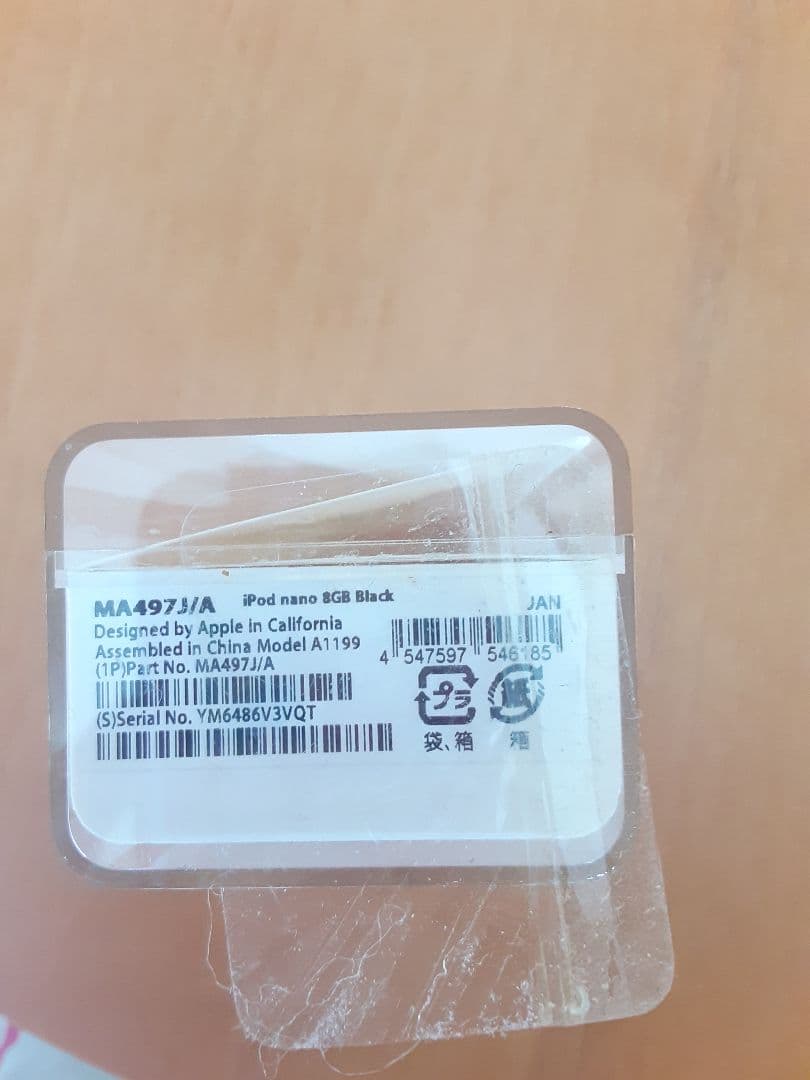 MA497J/A iPod nano 8GB Black
JAN
Designed by Apple in California
Assembled in China Model A1199
(1P)Part No. MA497J/A
4 547597 546185
(S)Serial No. YM6486V3VQT
プラ 紙
袋、箱 箱